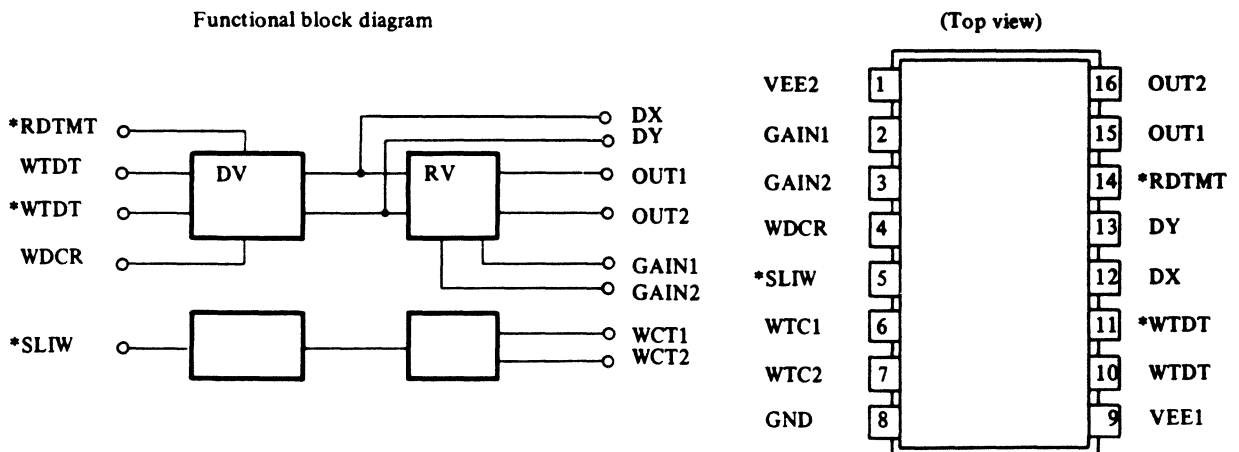 Functional block diagram
*RDTMT
WTDT
*WTDT
WDCR
*SLIW
DV
RV
DX
DY
OUT1
OUT2
GAIN1
GAIN2
WCT1
WCT2
(Top view)
VEE2 1 16 OUT2
GAIN1 2 15 OUT1
GAIN2 3 14 *RDTMT
WDCR 4 13 DY
*SLIW 5 12 DX
WTC1 6 11 *WTDT
WTC2 7 10 WTDT
GND 8 9 VEE1